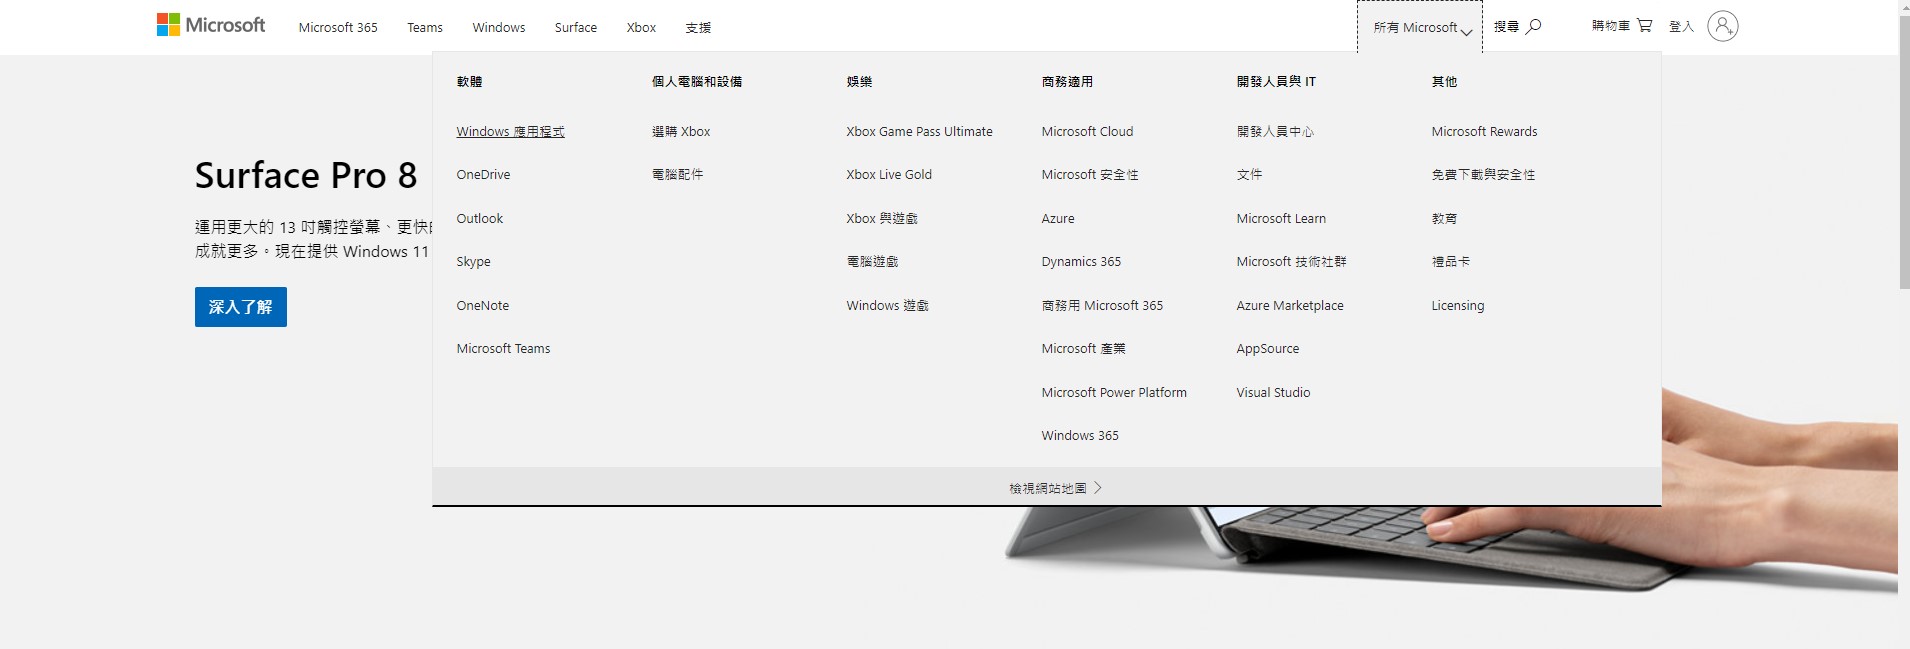 Microsoft
Microsoft 365
Teams
Windows
Surface
Xbox
支援
所有 Microsoft
搜尋
購物車
登入
軟體
Windows 應用程式
OneDrive
Outlook
Skype
OneNote
Microsoft Teams
個人電腦和設備
選購 Xbox
電腦配件
娛樂
Xbox Game Pass Ultimate
Xbox Live Gold
Xbox 與遊戲
電腦遊戲
Windows 遊戲
商務適用
Microsoft Cloud
Microsoft 安全性
Azure
Dynamics 365
商務用 Microsoft 365
Microsoft 產業
Microsoft Power Platform
Windows 365
開發人員與 IT
開發人員中心
文件
Microsoft Learn
Microsoft 技術社群
Azure Marketplace
AppSource
Visual Studio
其他
Microsoft Rewards
免費下載與安全性
教育
禮品卡
Licensing
檢視網站地圖
Surface Pro 8
運用更大的 13 吋觸控螢幕、更快
成就更多。現在提供 Windows 11
深入了解